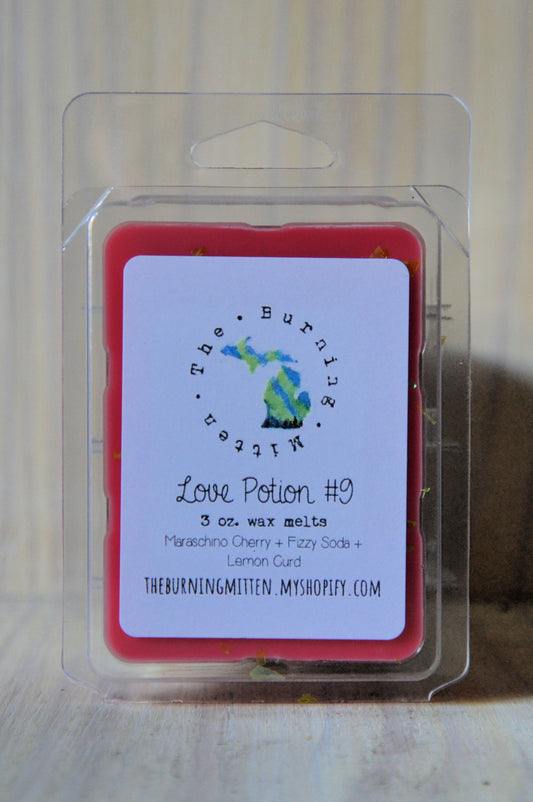 The • Burning • Mitten •
Love Potion #9
3 oz. wax melts
Maraschino Cherry + Fizzy Soda +
Lemon Curd
THEBURNINGMITTEN.MYSHOPIFY.COM